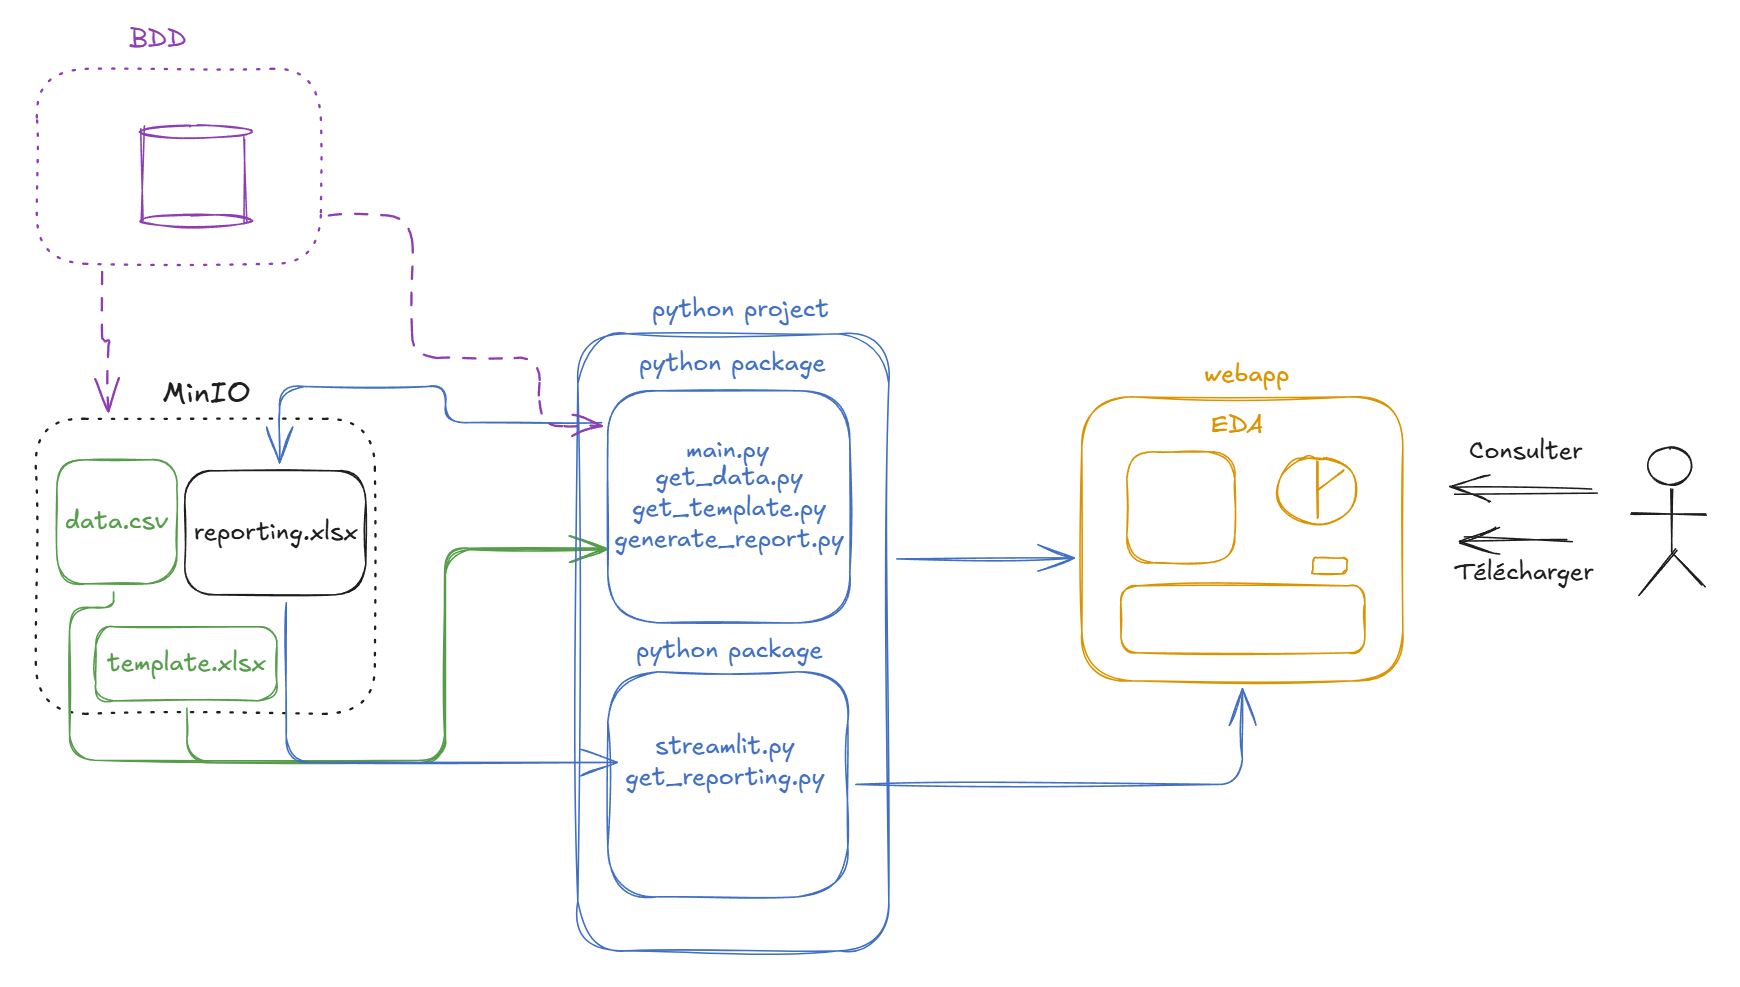 BDD
python project
python package
MinIO
webapp
EDA
main.py
get_data.py
get_template.py
generate_report.py
data.csv
reporting.xlsx
Consulter
Télécharger
template.xlsx
python package
streamlit.py
get_reporting.py